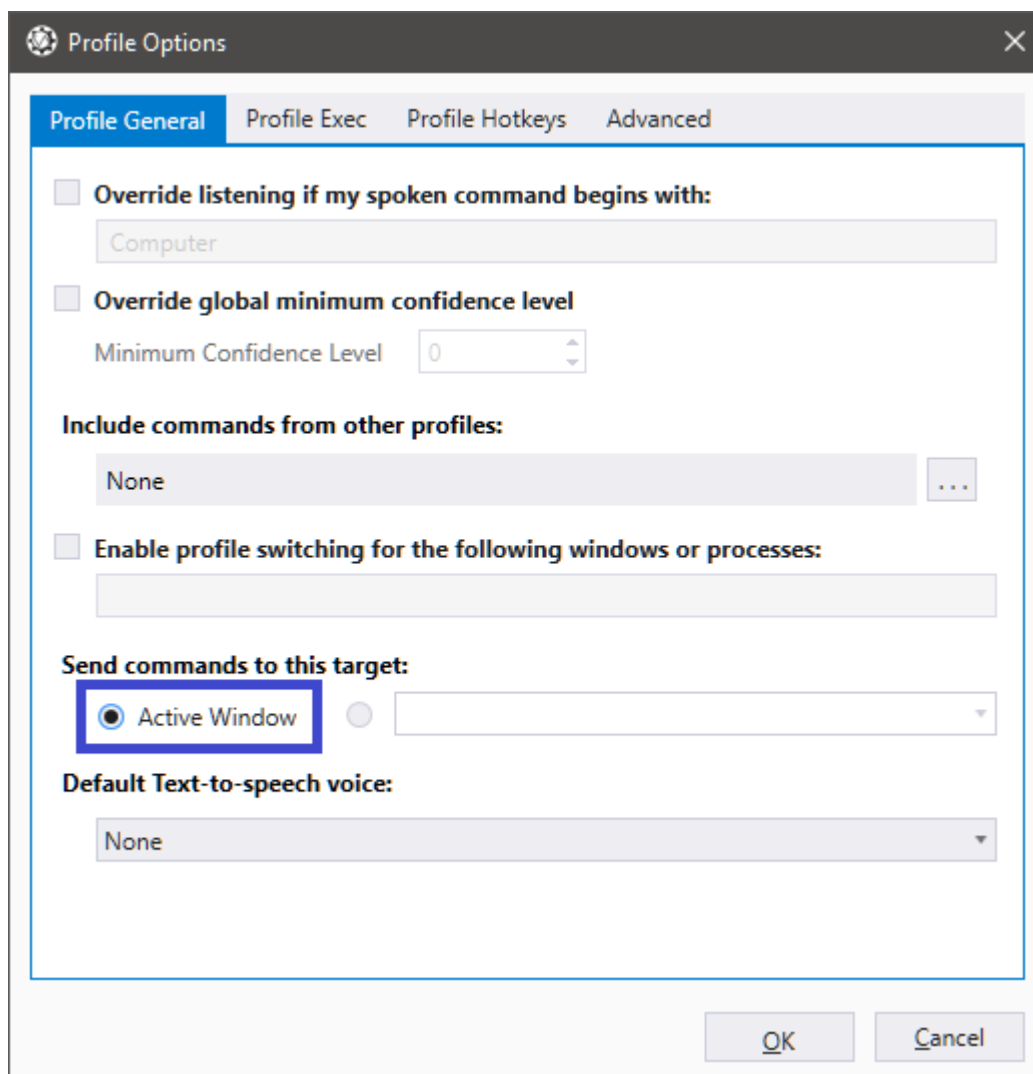 Profile Options
Profile General Profile Exec Profile Hotkeys Advanced
Override listening if my spoken command begins with:
Computer
Override global minimum confidence level
Minimum Confidence Level 0
Include commands from other profiles:
None ...
Enable profile switching for the following windows or processes:
Send commands to this target:
Active Window
Default Text-to-speech voice:
None
OK Cancel